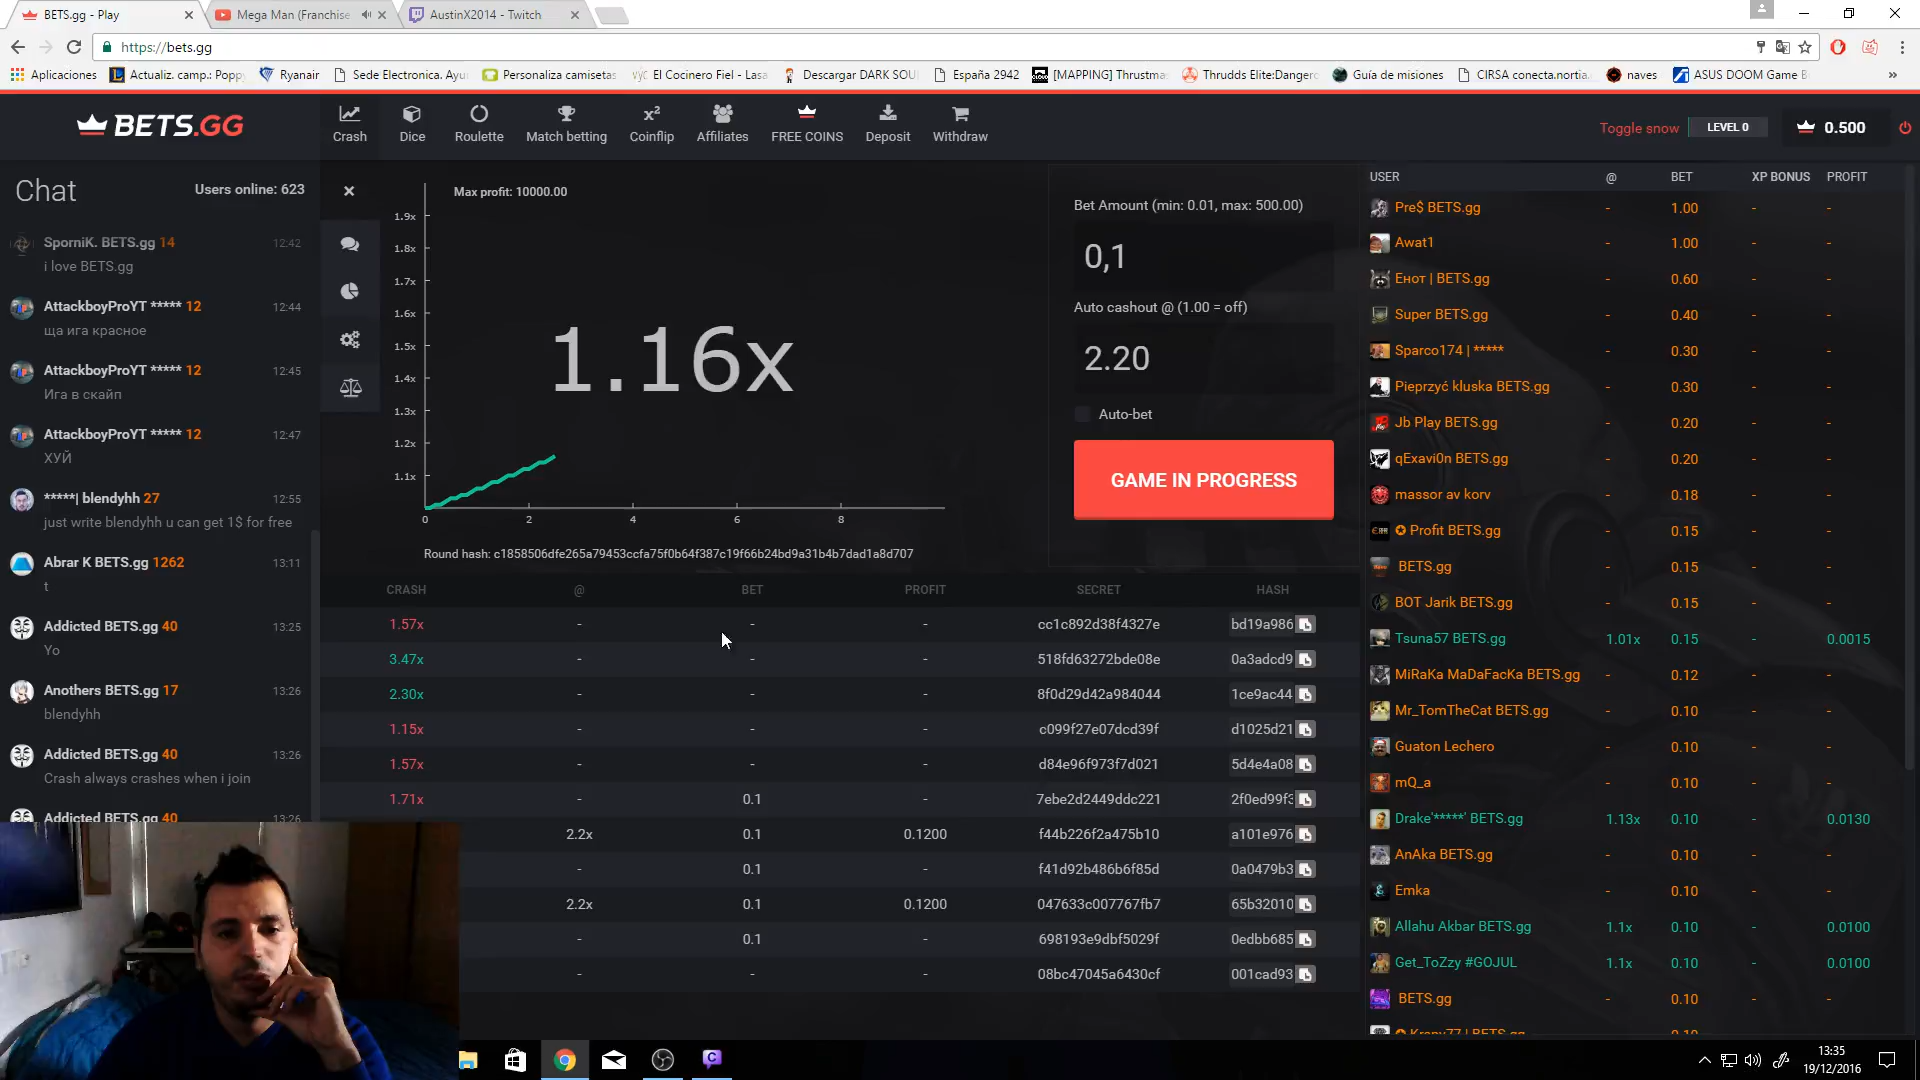 BETS.gg - Play
Mega Man (Franchise
AustinX2014 - Twitch
https://bets.gg
Aplicaciones
Actualiz. camp.: Poppy
Ryanair
Sede Electronica. Ayu
Personaliza camisetas
El Cocinero Fiel - Lasa
Descargar DARK SOU
España 2942
[MAPPING] Thrustma
Thrudds Elite:Danger
Guía de misiones
CIRSA conecta.nortia
naves
ASUS DOOM Game B
BETS.GG
Crash
Dice
Roulette
Match betting
x²
Coinflip
Affiliates
FREE COINS
Deposit
Withdraw
Toggle snow
LEVEL 0
0.500
Chat
Users online: 623
SporniK. BETS.gg 14 12:42
i love BETS.gg
AttackboyProYT ***** 12 12:44
ща ига красное
AttackboyProYT ***** 12 12:45
Ига в скайп
AttackboyProYT ***** 12 12:47
ХУЙ
*****| blendyhh 27 12:55
just write blendyhh u can get 1$ for free
Abrar K BETS.gg 1262 13:11
t
Addicted BETS.gg 40 13:25
Yo
Anothers BETS.gg 17 13:26
blendyhh
Addicted BETS.gg 40 13:26
Crash always crashes when i join
Addicted BETS.gg 40 13:26
Max profit: 10000.00
1.9x
1.8x
1.7x
1.6x
1.5x
1.4x
1.3x
1.2x
1.1x
1.16x
0 2 4 6 8
Round hash: c1858506dfe265a79453ccfa75f0b64f387c19f66b24bd9a31b4b7dad1a8d707
Bet Amount (min: 0.01, max: 500.00)
0,1
Auto cashout @ (1.00 = off)
2.20
Auto-bet
GAME IN PROGRESS
CRASH @ BET PROFIT SECRET HASH
1.57x - - - cc1c892d38f4327e bd19a986
3.47x - - - 518fd63272bde08e 0a3adcd9
2.30x - - - 8f0d29d42a984044 1ce9ac44
1.15x - - - c099f27e07dcd39f d1025d21
1.57x - - - d84e96f973f7d021 5d4e4a08
1.71x - 0.1 - 7ebe2d2449ddc221 2f0ed99f
2.2x 0.1 0.1200 f44b226f2a475b10 a101e976
- 0.1 - f41d92b486b6f85d 0a0479b3
2.2x 0.1 0.1200 047633c007767fb7 65b32010
- 0.1 - 698193e9dbf5029f 0edbb685
- - - 08bc47045a6430cf 001cad93
USER @ BET XP BONUS PROFIT
Pre$ BETS.gg - 1.00 - -
Awat1 - 1.00 - -
Енот | BETS.gg - 0.60 - -
Super BETS.gg - 0.40 - -
Sparco174 | ***** - 0.30 - -
Pieprzyć kluska BETS.gg - 0.30 - -
Jb Play BETS.gg - 0.20 - -
qExavi0n BETS.gg - 0.20 - -
massor av korv - 0.18 - -
✪ Profit BETS.gg - 0.15 - -
BETS.gg - 0.15 - -
BOT Jarik BETS.gg - 0.15 - -
Tsuna57 BETS.gg 1.01x 0.15 - 0.0015
MiRaKa MaDaFacKa BETS.gg - 0.12 - -
Mr_TomTheCat BETS.gg - 0.10 - -
Guaton Lechero - 0.10 - -
mQ_a - 0.10 - -
Drake'*****' BETS.gg 1.13x 0.10 - 0.0130
AnAka BETS.gg - 0.10 - -
Emka - 0.10 - -
Allahu Akbar BETS.gg 1.1x 0.10 - 0.0100
Get_ToZzy #GOJUL 1.1x 0.10 - 0.0100
BETS.gg - 0.10 - -
✪ Krany77 | BETS.gg 0.10
13:35
19/12/2016